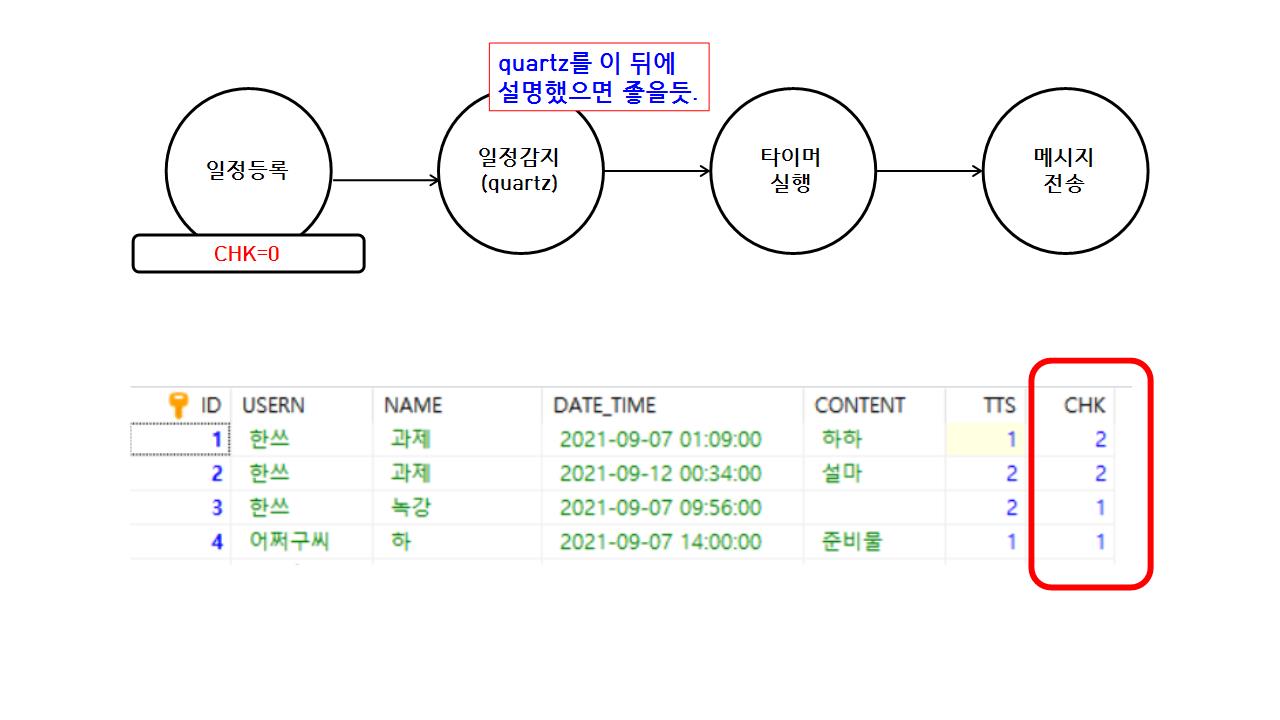 quartz를 이 뒤에
설명했으면 좋을듯.
일정등록
일정감지
(quartz)
타이머
실행
메시지
전송
CHK=0
ID USERN NAME DATE_TIME CONTENT TTS CHK
1 한쓰 과제 2021-09-07 01:09:00 하하 1 2
2 한쓰 과제 2021-09-12 00:34:00 설마 2 2
3 한쓰 녹강 2021-09-07 09:56:00 2 1
4 어쩌구씨 하 2021-09-07 14:00:00 준비물 1 1